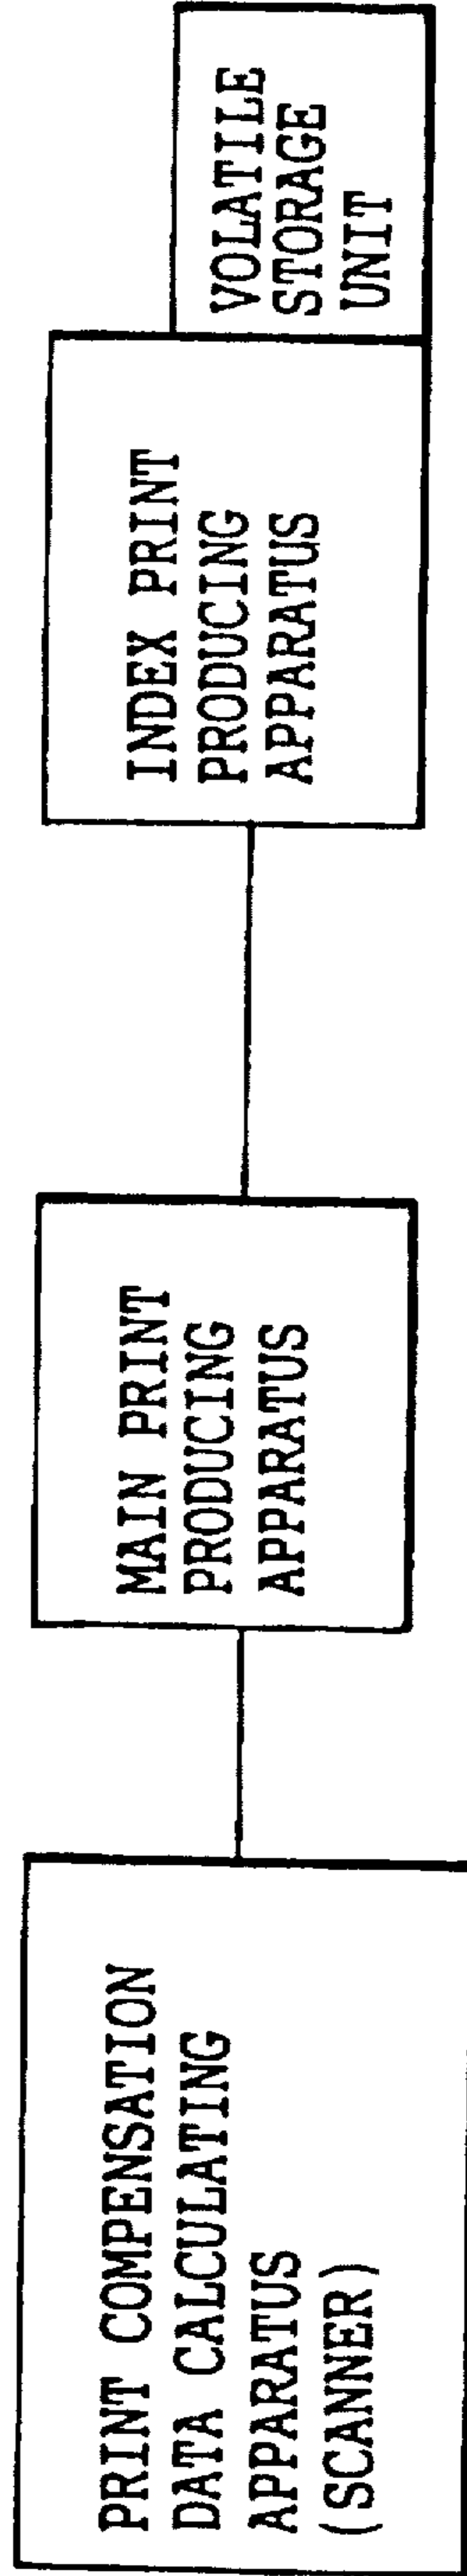 PRINT COMPENSATION
DATA CALCULATING
APPARATUS
(SCANNER)
MAIN PRINT
PRODUCING
APPARATUS
INDEX PRINT
PRODUCING
APPARATUS
VOLATILE
STORAGE
UNIT